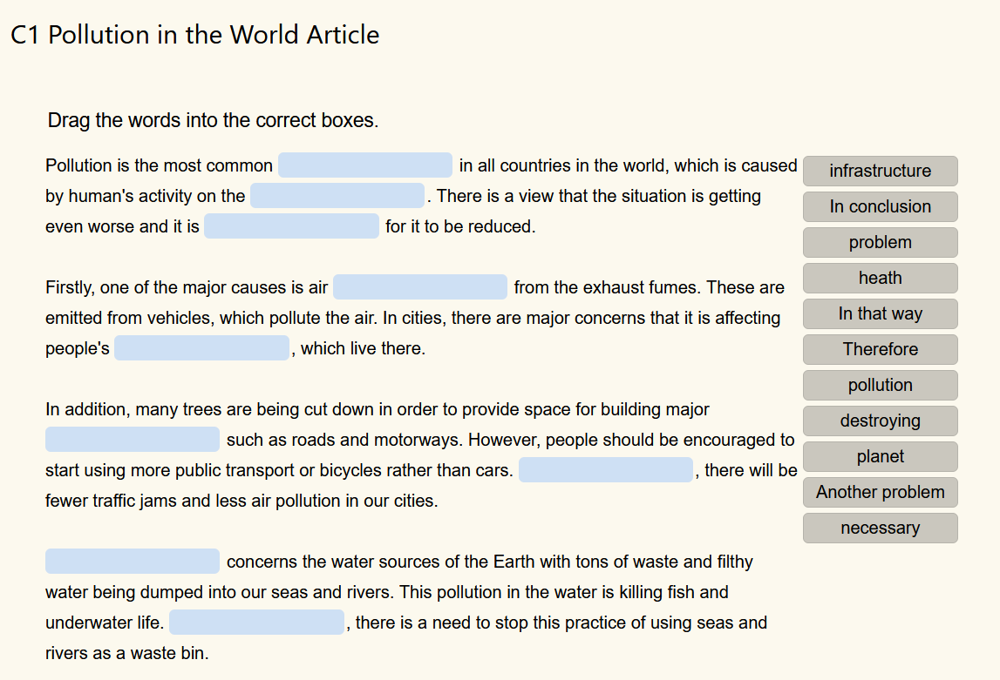 C1 Pollution in the World Article
Drag the words into the correct boxes.
Pollution is the most common in all countries in the world, which is caused
by human's activity on the . There is a view that the situation is getting
even worse and it is for it to be reduced.
Firstly, one of the major causes is air from the exhaust fumes. These are
emitted from vehicles, which pollute the air. In cities, there are major concerns that it is affecting
people's , which live there.
In addition, many trees are being cut down in order to provide space for building major
such as roads and motorways. However, people should be encouraged to
start using more public transport or bicycles rather than cars. , there will be
fewer traffic jams and less air pollution in our cities.
concerns the water sources of the Earth with tons of waste and filthy
water being dumped into our seas and rivers. This pollution in the water is killing fish and
underwater life. , there is a need to stop this practice of using seas and
rivers as a waste bin.
infrastructure
In conclusion
problem
heath
In that way
Therefore
pollution
destroying
planet
Another problem
necessary